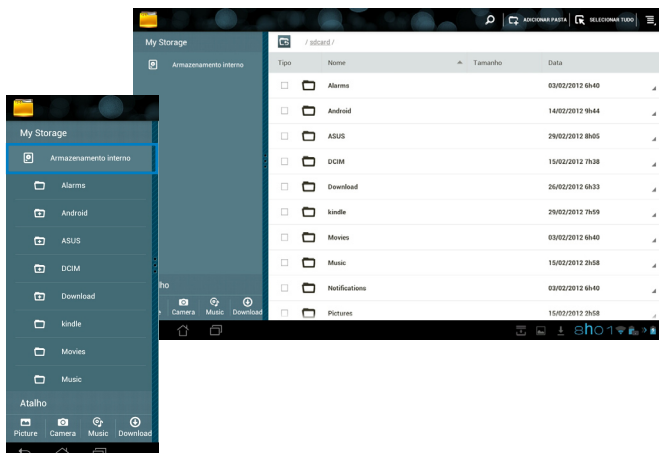 ADICIONAR PASTA SELECIONAR TUDO
My Storage
Armazenamento interno
/ sdcard /
Tipo Nome Tamanho Data
Alarms 03/02/2012 6h40
Android 14/02/2012 9h44
ASUS 29/02/2012 8h05
DCIM 15/02/2012 7h38
Download 26/02/2012 6h33
kindle 29/02/2012 7h59
Movies 03/02/2012 6h40
Music 15/02/2012 2h58
Notifications 03/02/2012 6h40
Pictures 15/02/2012 2h58
lho
Camera Music Download
8h01
My Storage
Armazenamento interno
Alarms
Android
ASUS
DCIM
Download
kindle
Movies
Music
Atalho
Picture Camera Music Download